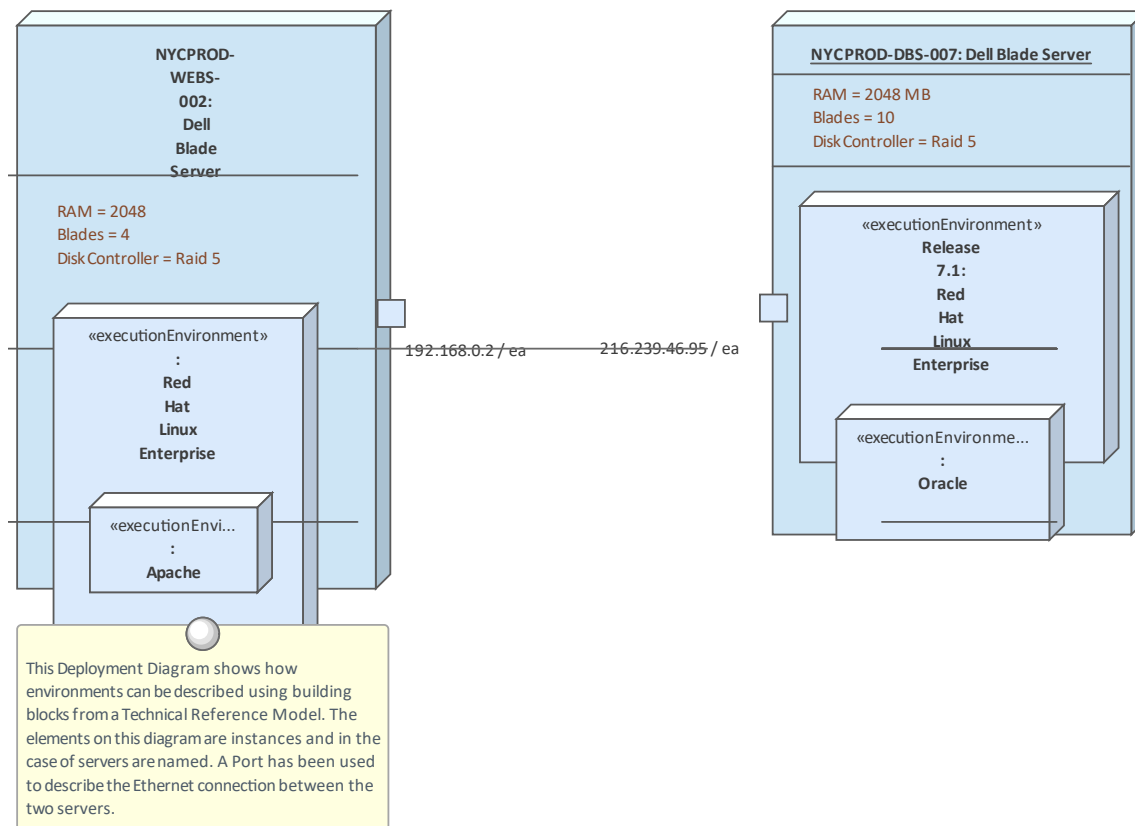 NYCPROD-
WEBS-
002:
Dell
Blade
Server
RAM = 2048
Blades = 4
DiskController = Raid 5
«executionEnvironment»
:
Red
Hat
Linux
Enterprise
«executionEnvi...
:
Apache
192.168.0.2 / ea
216.239.46.95 / ea
NYCPROD-DBS-007: Dell Blade Server
RAM = 2048 MB
Blades = 10
DiskController = Raid 5
«executionEnvironment»
Release
7.1:
Red
Hat
Linux
Enterprise
«executionEnvironme...
:
Oracle
This Deployment Diagram shows how
environments can be described using building
blocks from a Technical Reference Model. The
elements on this diagram are instances and in the
case of servers are named. A Port has been used
to describe the Ethernet connection between the
two servers.